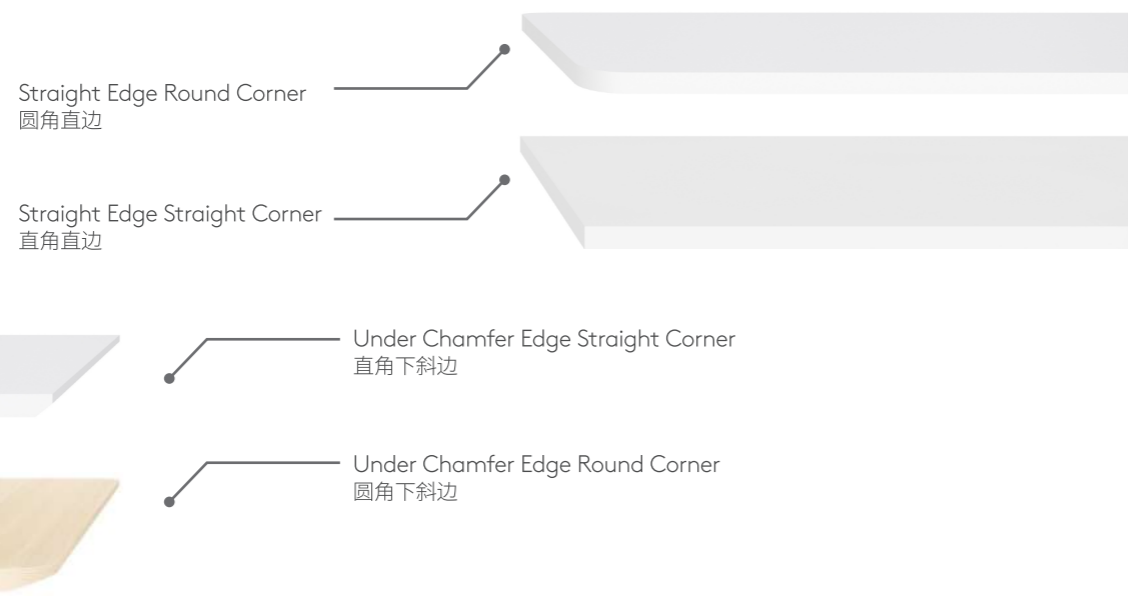 Straight Edge Round Corner
圆角直边
Straight Edge Straight Corner
直角直边
Under Chamfer Edge Straight Corner
直角下斜边
Under Chamfer Edge Round Corner
圆角下斜边